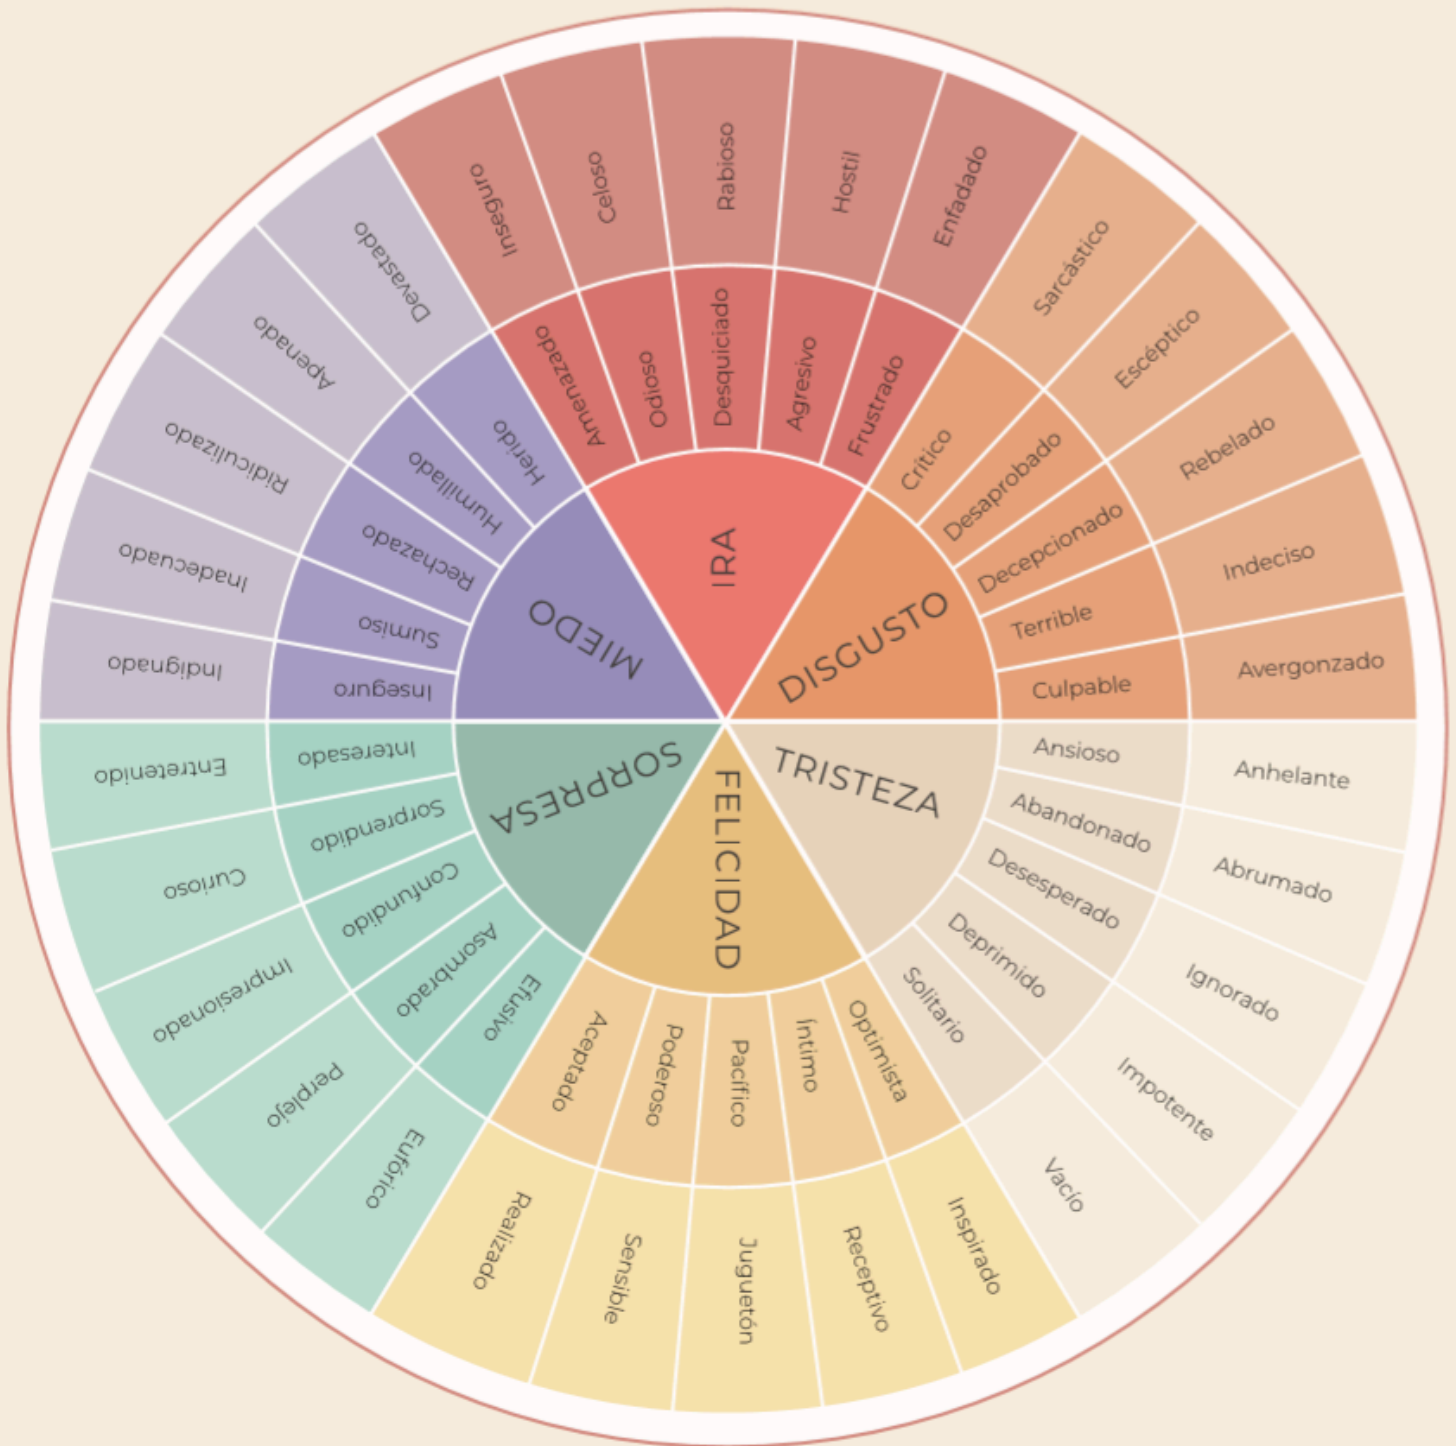 IRA
Amenazado
Odioso
Desquiciado
Agresivo
Frustrado
Inseguro
Celoso
Rabioso
Hostil
Enfadado
DISGUSTO
Crítico
Desaprobado
Decepcionado
Terrible
Culpable
Sarcástico
Escéptico
Rebelado
Indeciso
Avergonzado
TRISTEZA
Ansioso
Abandonado
Desesperado
Deprimido
Solitario
Anhelante
Abrumado
Ignorado
Impotente
Vacío
FELICIDAD
Optimista
Íntimo
Pacífico
Poderoso
Aceptado
Inspirado
Receptivo
Juguetón
Sensible
Realizado
SORPRESA
Efusivo
Asombrado
Confundido
Sorprendido
Interesado
Eufórico
Perplejo
Impresionado
Curioso
Entretenido
MIEDO
Inseguro
Sumiso
Rechazado
Humillado
Herido
Indignado
Inadecuado
Ridiculizado
Apenado
Devastado